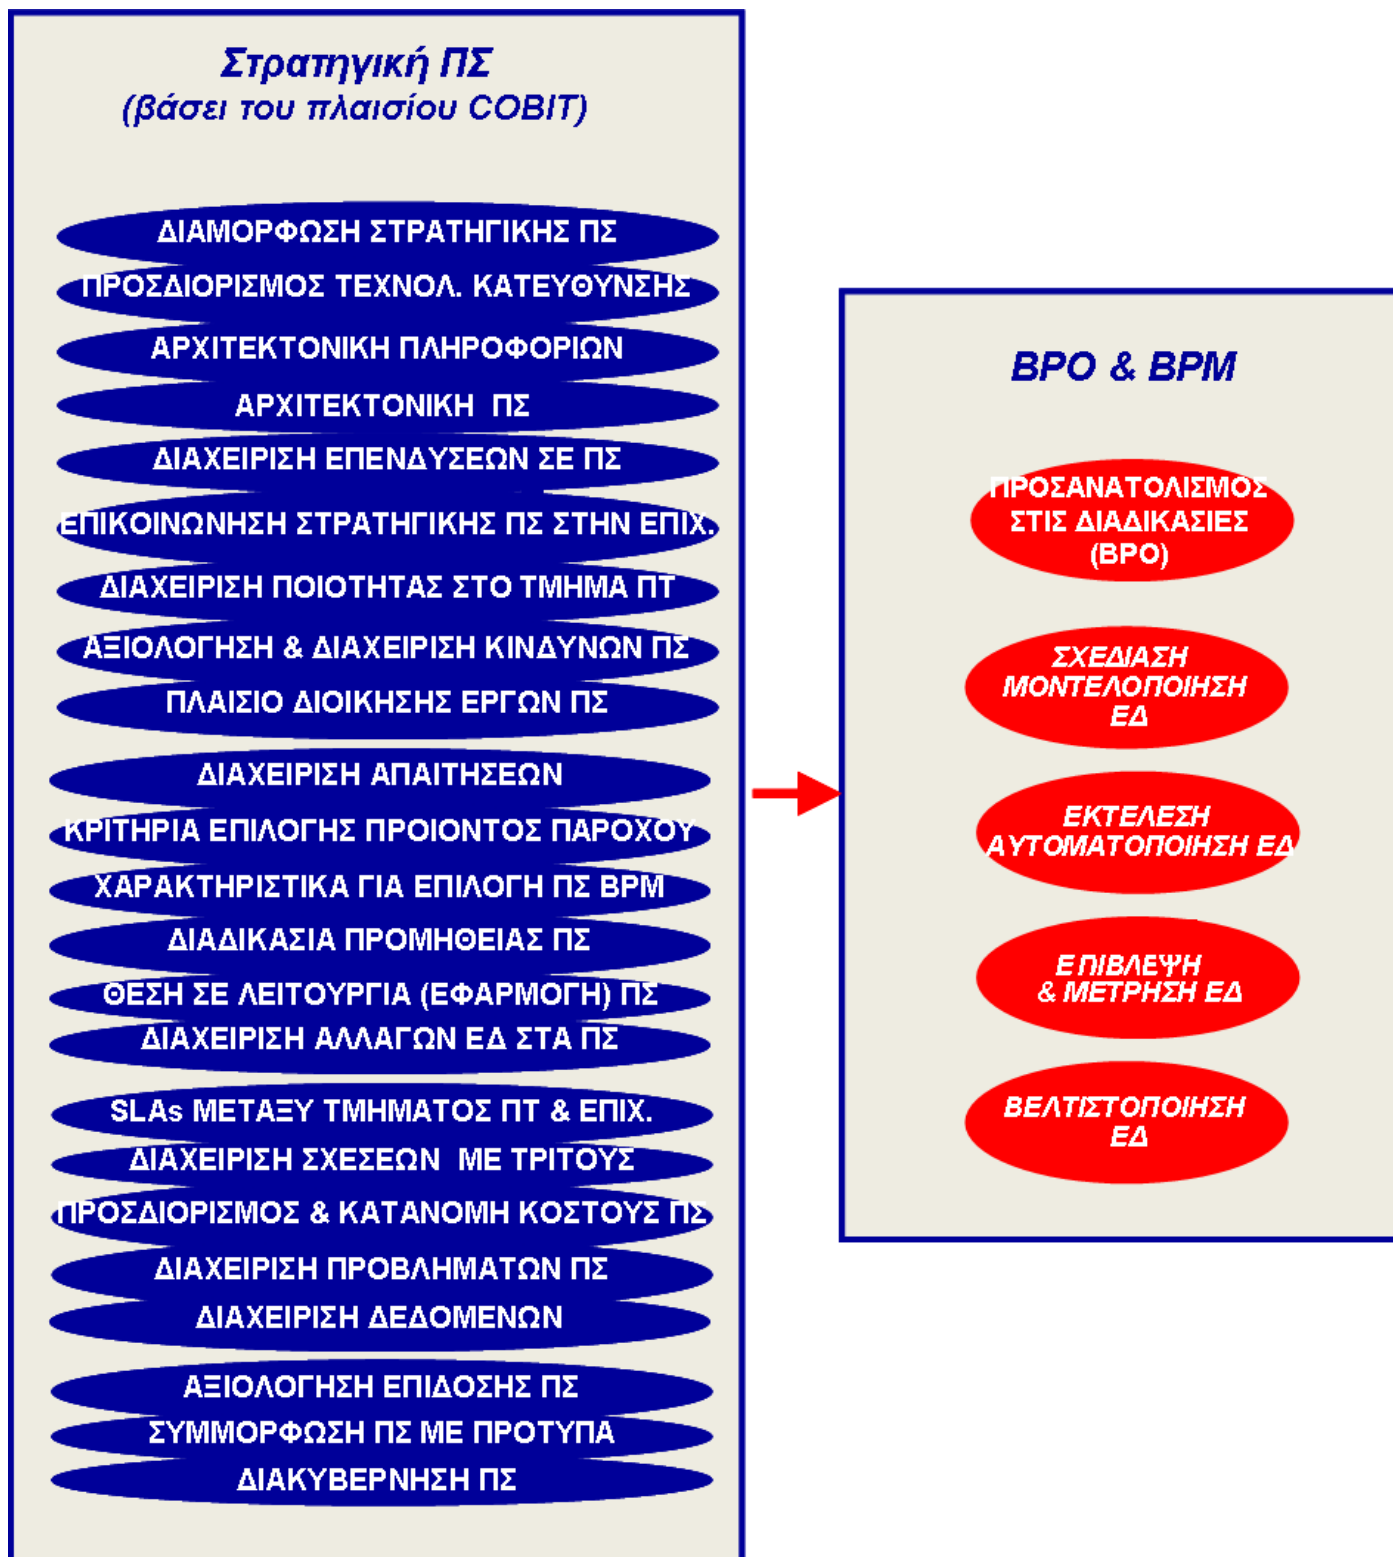 Στρατηγική ΠΣ
(βάσει του πλαισίου COBIT)
ΔΙΑΜΟΡΦΩΣΗ ΣΤΡΑΤΗΓΙΚΗΣ ΠΣ
ΠΡΟΣΔΙΟΡΙΣΜΟΣ ΤΕΧΝΟΛ. ΚΑΤΕΥΘΥΝΣΗΣ
ΑΡΧΙΤΕΚΤΟΝΙΚΗ ΠΛΗΡΟΦΟΡΙΩΝ
ΑΡΧΙΤΕΚΤΟΝΙΚΗ ΠΣ
ΔΙΑΧΕΙΡΙΣΗ ΕΠΕΝΔΥΣΕΩΝ ΣΕ ΠΣ
ΕΠΙΚΟΙΝΩΝΗΣΗ ΣΤΡΑΤΗΓΙΚΗΣ ΠΣ ΣΤΗΝ ΕΠΙΧ.
ΔΙΑΧΕΙΡΙΣΗ ΠΟΙΟΤΗΤΑΣ ΣΤΟ ΤΜΗΜΑ ΠΤ
ΑΞΙΟΛΟΓΗΣΗ & ΔΙΑΧΕΙΡΙΣΗ ΚΙΝΔΥΝΩΝ ΠΣ
ΠΛΑΙΣΙΟ ΔΙΟΙΚΗΣΗΣ ΕΡΓΩΝ ΠΣ
ΔΙΑΧΕΙΡΙΣΗ ΑΠΑΙΤΗΣΕΩΝ
ΚΡΙΤΗΡΙΑ ΕΠΙΛΟΓΗΣ ΠΡΟΙΟΝΤΟΣ ΠΑΡΟΧΟΥ
ΧΑΡΑΚΤΗΡΙΣΤΙΚΑ ΓΙΑ ΕΠΙΛΟΓΗ ΠΣ BPM
ΔΙΑΔΙΚΑΣΙΑ ΠΡΟΜΗΘΕΙΑΣ ΠΣ
ΘΕΣΗ ΣΕ ΛΕΙΤΟΥΡΓΙΑ (ΕΦΑΡΜΟΓΗ) ΠΣ
ΔΙΑΧΕΙΡΙΣΗ ΑΛΛΑΓΩΝ ΕΔ ΣΤΑ ΠΣ
SLAs ΜΕΤΑΞΥ ΤΜΗΜΑΤΟΣ ΠΤ & ΕΠΙΧ.
ΔΙΑΧΕΙΡΙΣΗ ΣΧΕΣΕΩΝ ΜΕ ΤΡΙΤΟΥΣ
ΠΡΟΣΔΙΟΡΙΣΜΟΣ & ΚΑΤΑΝΟΜΗ ΚΟΣΤΟΥΣ ΠΣ
ΔΙΑΧΕΙΡΙΣΗ ΠΡΟΒΛΗΜΑΤΩΝ ΠΣ
ΔΙΑΧΕΙΡΙΣΗ ΔΕΔΟΜΕΝΩΝ
ΑΞΙΟΛΟΓΗΣΗ ΕΠΙΔΟΣΗΣ ΠΣ
ΣΥΜΜΟΡΦΩΣΗ ΠΣ ΜΕ ΠΡΟΤΥΠΑ
ΔΙΑΚΥΒΕΡΝΗΣΗ ΠΣ
BPO & BPM
ΠΡΟΣΑΝΑΤΟΛΙΣΜΟΣ
ΣΤΙΣ ΔΙΑΔΙΚΑΣΙΕΣ
(BPO)
ΣΧΕΔΙΑΣΗ
ΜΟΝΤΕΛΟΠΟΙΗΣΗ
ΕΔ
ΕΚΤΕΛΕΣΗ
ΑΥΤΟΜΑΤΟΠΟΙΗΣΗ ΕΔ
ΕΠΙΒΛΕΨΗ
& ΜΕΤΡΗΣΗ ΕΔ
ΒΕΛΤΙΣΤΟΠΟΙΗΣΗ
ΕΔ